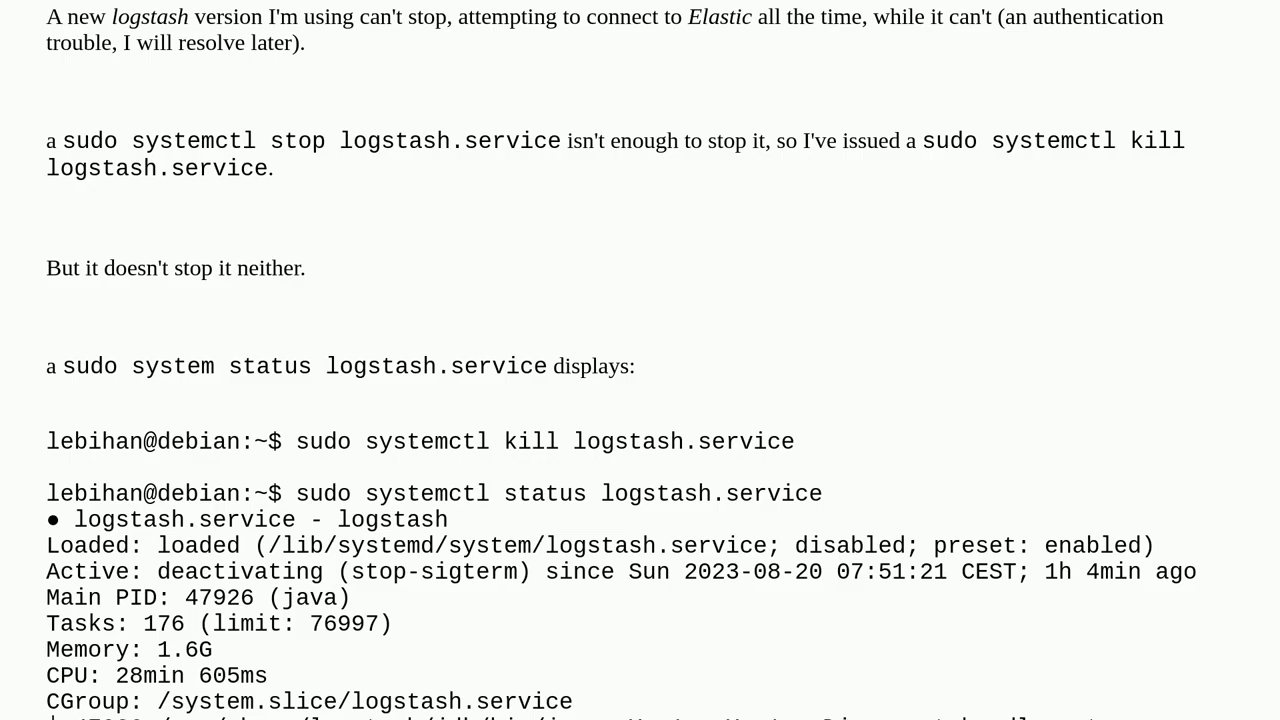 A new logstash version I'm using can't stop, attempting to connect to Elastic all the time, while it can't (an authentication
trouble, I will resolve later).
a sudo systemctl stop logstash.service isn't enough to stop it, so I've issued a sudo systemctl kill
logstash.service.
But it doesn't stop it neither.
a sudo system status logstash.service displays:
lebihan@debian:~$ sudo systemctl kill logstash.service
lebihan@debian:~$ sudo systemctl status logstash.service
● logstash.service - logstash
Loaded: loaded (/lib/systemd/system/logstash.service; disabled; preset: enabled)
Active: deactivating (stop-sigterm) since Sun 2023-08-20 07:51:21 CEST; 1h 4min ago
Main PID: 47926 (java)
Tasks: 176 (limit: 76997)
Memory: 1.6G
CPU: 28min 605ms
CGroup: /system.slice/logstash.service